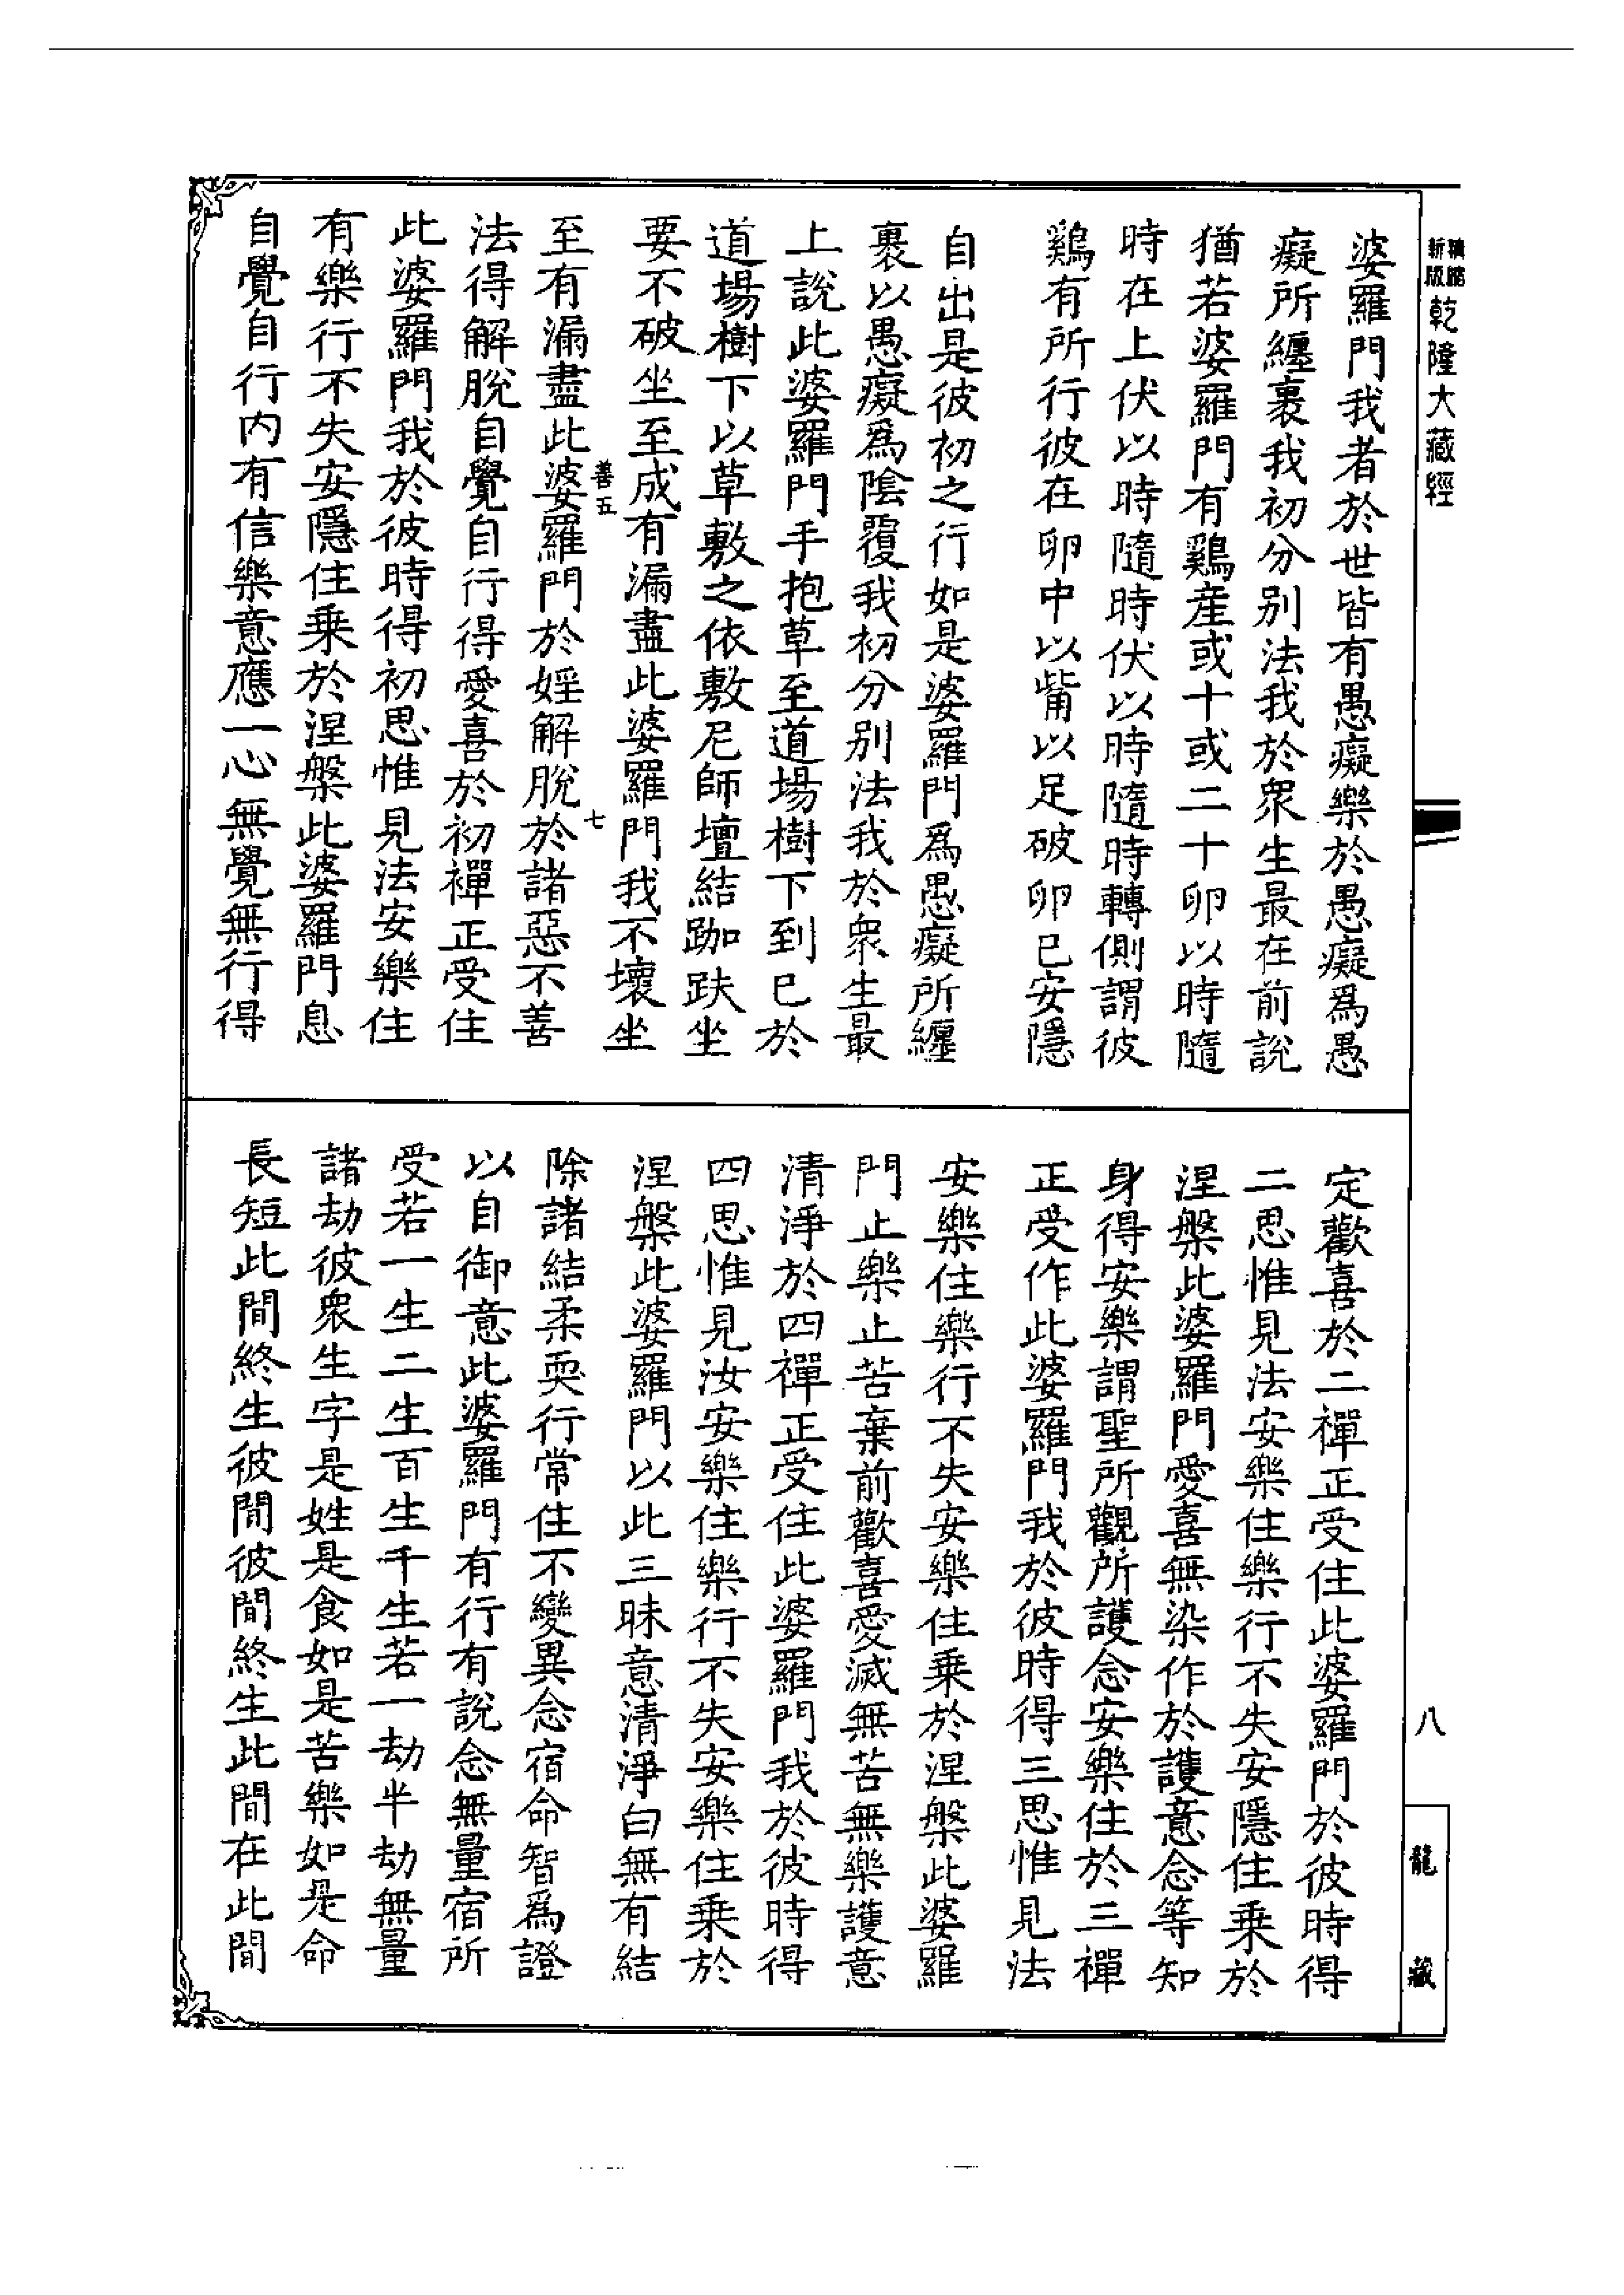 精縮新版乾隆大藏經
婆羅門我者於世皆有愚癡樂於愚癡為愚
癡所纏裹我初分別法我於眾生最在前說
猶若婆羅門有鷄產或十或二十卵以時隨
時在上伏以時隨時伏以時隨時轉側謂彼
鷄有所行彼在卵中以觜以足破卵已安隱
自出是彼初之行如是婆羅門為愚癡所纏
裹以愚癡為陰覆我初分別法我於眾生最
上說此婆羅門手抱草至道場樹下到已於
道場樹下以草敷之依敷尼師壇結跏趺坐
要不破坐至成有漏盡此婆羅門我不壞坐
善五
七
至有漏盡此婆羅門於婬解脫於諸惡不善
法得解脫自覺自行得愛喜於初禪正受住
此婆羅門我於彼時得初思惟見法安樂住
有樂行不失安隱住乘於涅槃此婆羅門息
自覺自行內有信樂意應一心無覺無行得
定歡喜於二禪正受住此婆羅門於彼時得
二思惟見法安樂住樂行不失安隱住乘於
涅槃此婆羅門愛喜無染作於護意念等知
身得安樂謂聖所觀所護念安樂住於三禪
正受作此婆羅門我於彼時得三思惟見法
安樂住樂行不失安樂住乘於涅槃此婆羅
門止樂止苦棄前歡喜愛滅無苦無樂護意
清淨於四禪正受住此婆羅門我於彼時得
四思惟見汝安樂住樂行不失安樂住乘於
涅槃此婆羅門以此三昧意清淨白無有結
除諸結柔耎行常住不變異念宿命智為證
以自御意此婆羅門有行有說念無量宿所
受若一生二生百生千生若一劫半劫無量
諸劫彼眾生字是姓是食如是苦樂如是命
長短此間終生彼間彼間終生此間在此間
八
龍藏